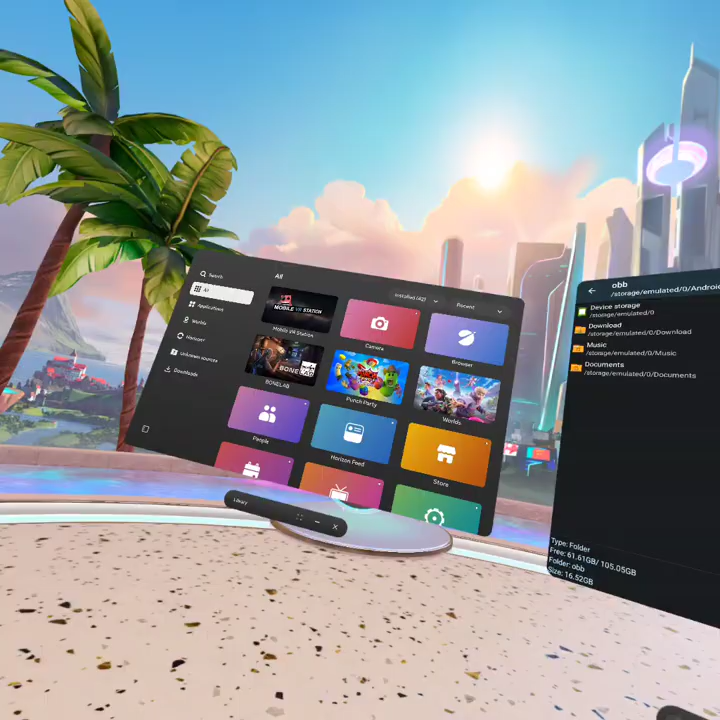 Search
All
All
Installed (42)
Recent
Applications
Worlds
Unknown sources
Downloads
MOBILE VR STATION
Mobile VR Station
Camera
Browser
BONELAB
Punch Party
Worlds
People
Horizon Feed
Store
Library
obb
/storage/emulated/0/Androi
Device storage
/storage/emulated/0
Download
/storage/emulated/0/Download
Music
/storage/emulated/0/Music
Documents
/storage/emulated/0/Documents
Type: Folder
Free: 61.61GB/ 105.05GB
Folder: obb
Size: 16.52GB